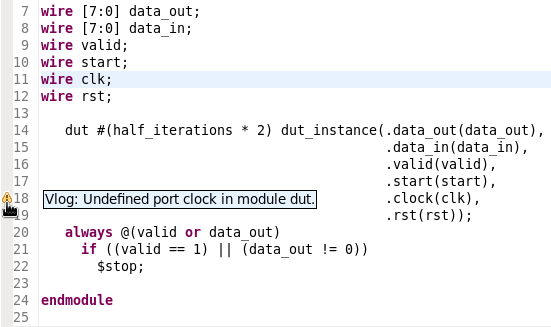 7 wire [7:0] data_out;
8 wire [7:0] data_in;
9 wire valid;
10 wire start;
11 wire clk;
12 wire rst;
13
14 dut #(half_iterations * 2) dut_instance(.data_out(data_out),
15 .data_in(data_in),
16 .valid(valid),
17 .start(start),
18 Vlog: Undefined port clock in module dut. .clock(clk),
19 .rst(rst));
20 always @(valid or data_out)
21 if ((valid == 1) || (data_out != 0))
22 $stop;
23
24 endmodule
25